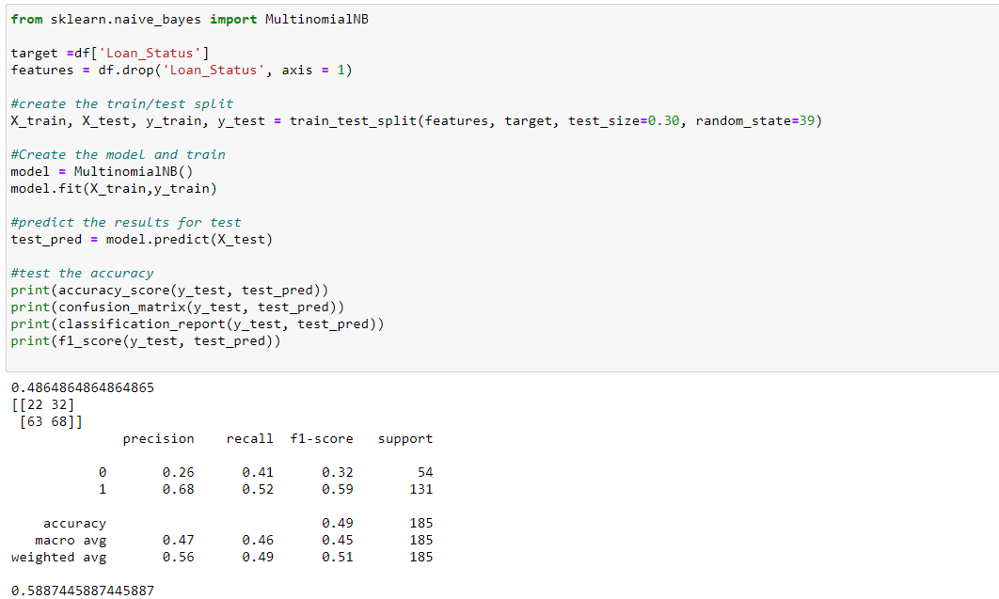 from sklearn.naive_bayes import MultinomialNB
target =df['Loan_Status']
features = df.drop('Loan_Status', axis = 1)
#create the train/test split
X_train, X_test, y_train, y_test = train_test_split(features, target, test_size=0.30, random_state=39)
#Create the model and train
model = MultinomialNB()
model.fit(X_train,y_train)
#predict the results for test
test_pred = model.predict(X_test)
#test the accuracy
print(accuracy_score(y_test, test_pred))
print(confusion_matrix(y_test, test_pred))
print(classification_report(y_test, test_pred))
print(f1_score(y_test, test_pred))
0.4864864864864865
[[22 32]
 [63 68]]
              precision    recall  f1-score   support
           0       0.26      0.41      0.32        54
           1       0.68      0.52      0.59       131
    accuracy                           0.49       185
   macro avg       0.47      0.46      0.45       185
weighted avg       0.56      0.49      0.51       185
0.5887445887445887